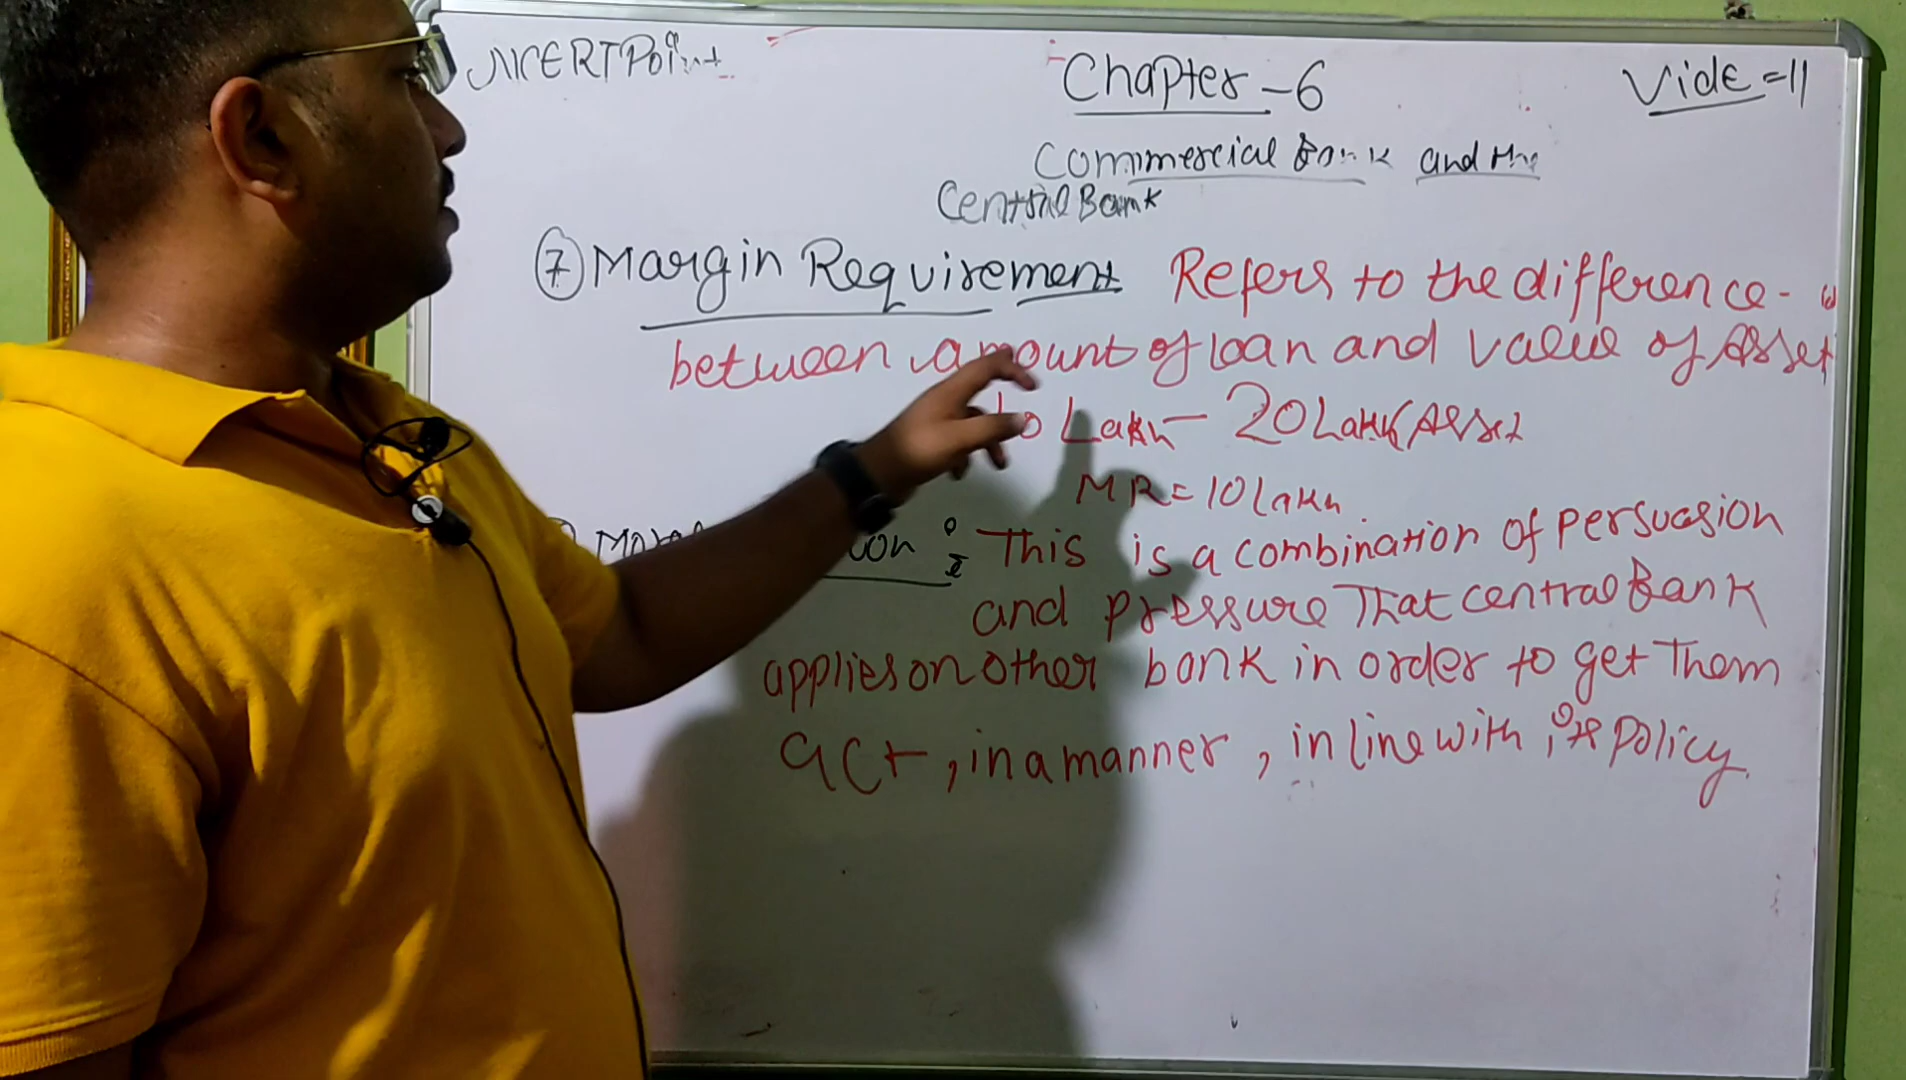 NCERT Point
Chapter-6
Vide=11
Commercial Bank and the
Central Bank
7 Margin Requirement Refers to the difference-
between amount of loan and value of Asset
10 Lakh - 20 Lakh (Asset
MR = 10 Lakh
: This is a combination of persuasion
and pressure That central Bank
applies on other bank in order to get Them
act, in a manner, in line with its policy.